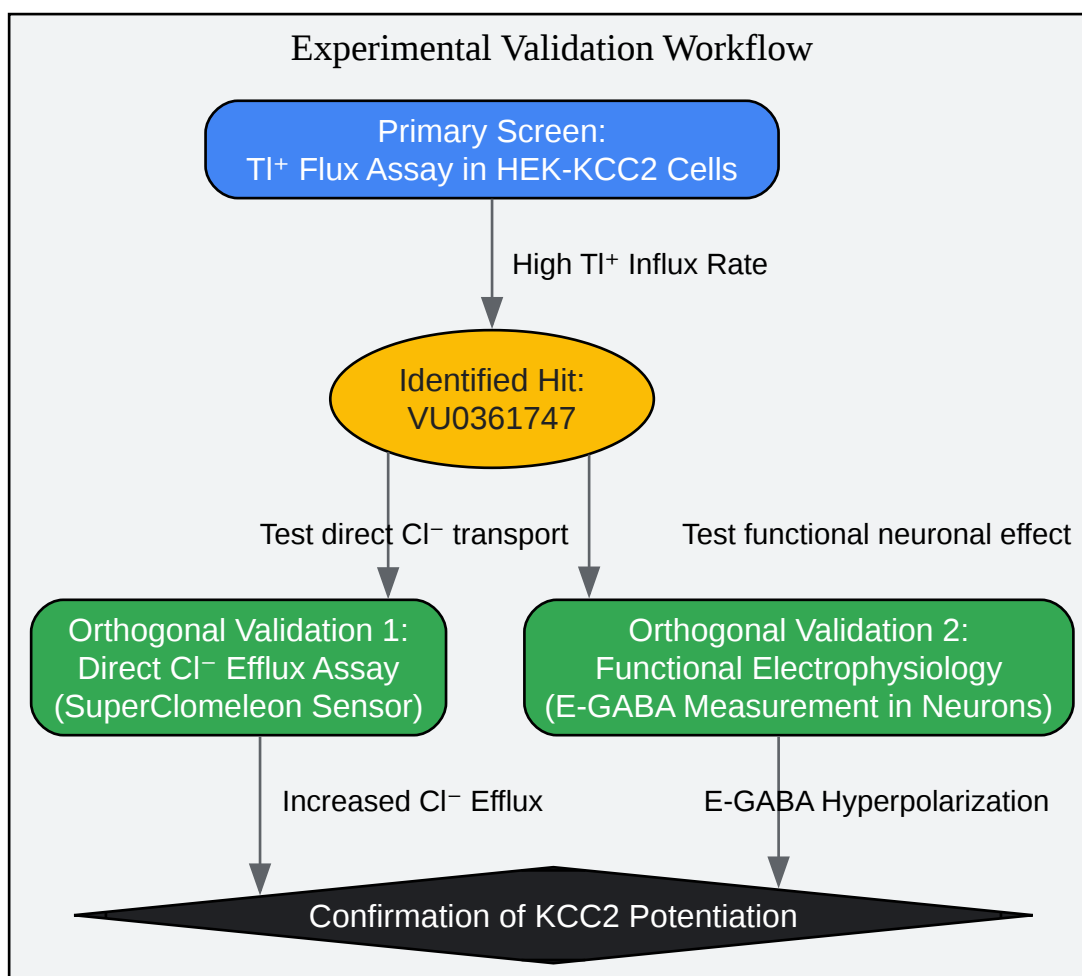 Experimental Validation Workflow
Primary Screen:
Tl⁺ Flux Assay in HEK-KCC2 Cells
High Tl⁺ Influx Rate
Identified Hit:
VU0361747
Test direct Cl⁻ transport
Test functional neuronal effect
Orthogonal Validation 1:
Direct Cl⁻ Efflux Assay
(SuperClomeleon Sensor)
Orthogonal Validation 2:
Functional Electrophysiology
(E-GABA Measurement in Neurons)
Increased Cl⁻ Efflux
E-GABA Hyperpolarization
Confirmation of KCC2 Potentiation